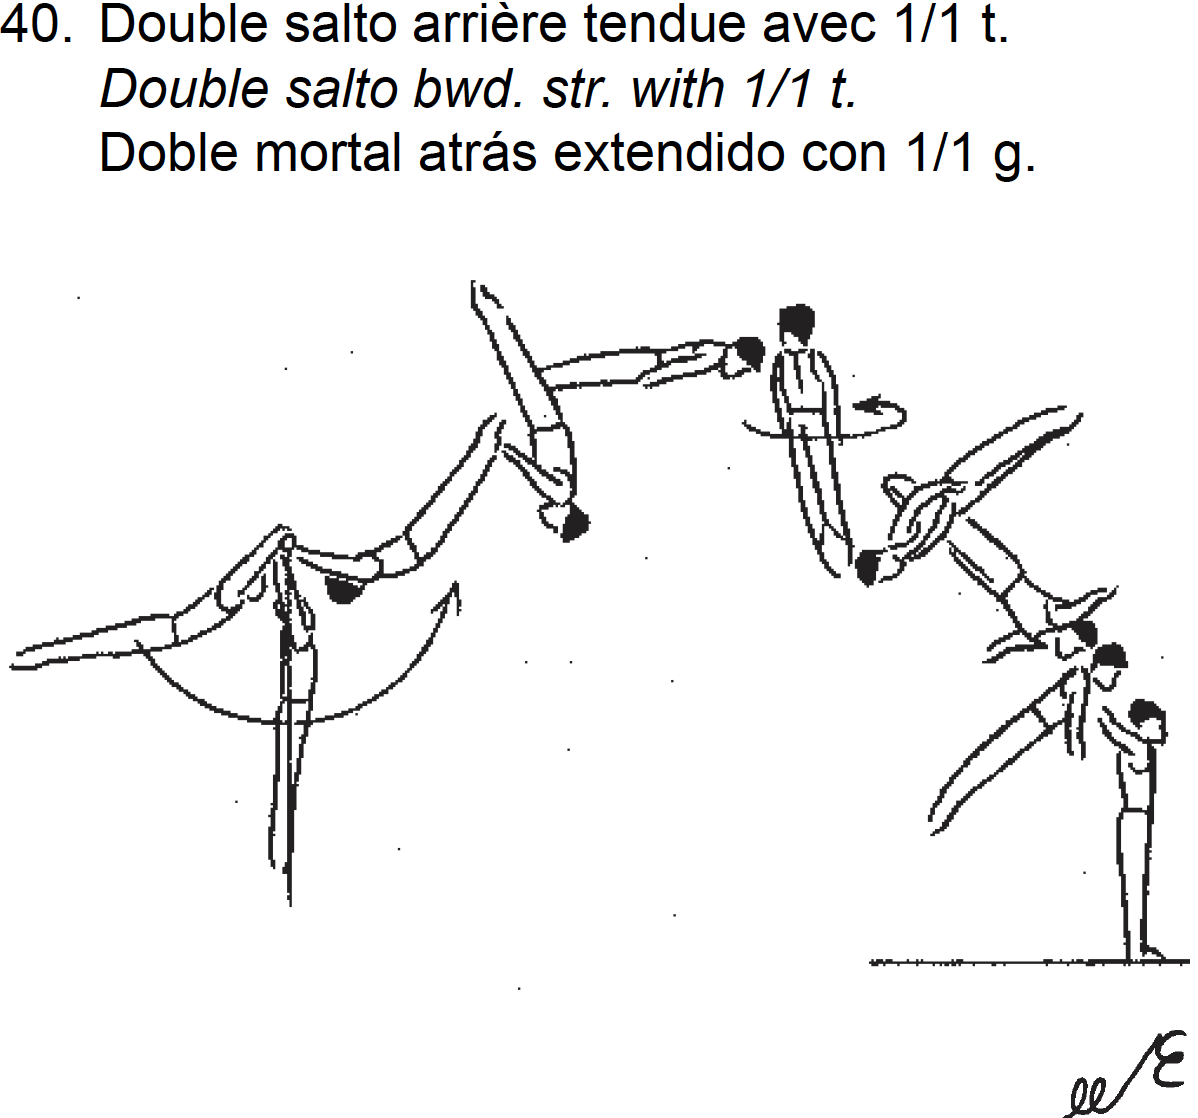 40. Double salto arrière tendue avec 1/1 t.
Double salto bwd. str. with 1/1 t.
Doble mortal atrás extendido con 1/1 g.